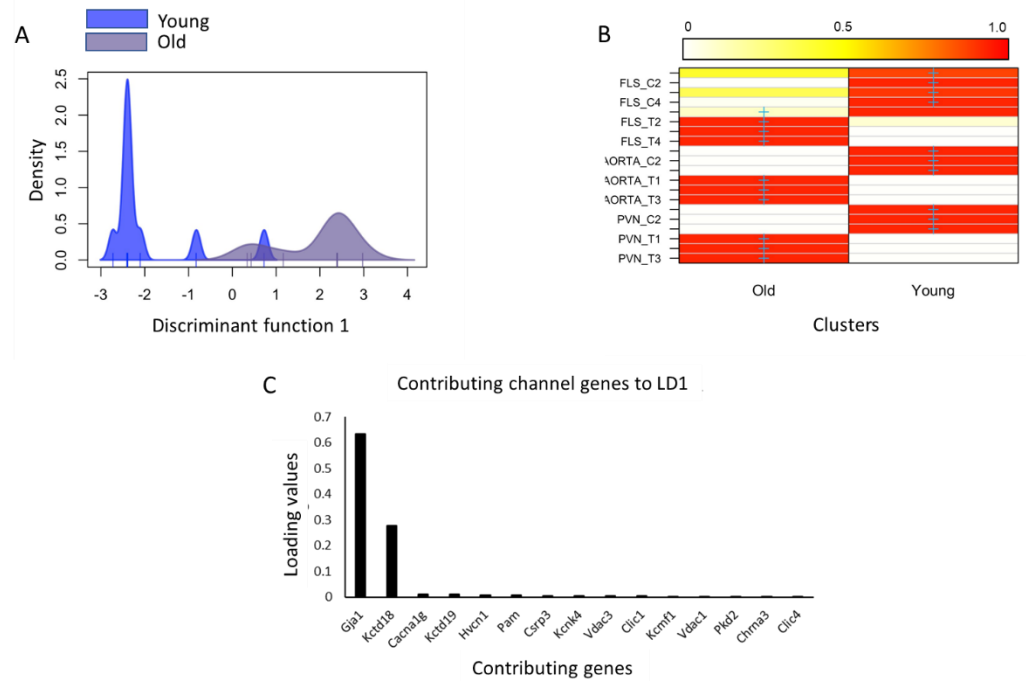 Young
Old
A
Density
0.0
0.5
1.0
1.5
2.0
2.5
-3
-2
-1
0
1
2
3
4
Discriminant function 1
B
0
0.5
1.0
FLS_C2
FLS_C4
FLS_T2
FLS_T4
AORTA_C2
AORTA_T1
AORTA_T3
PVN_C2
PVN_T1
PVN_T3
Old
Young
Clusters
C
Contributing channel genes to LD1
Loading values
0.7
0.6
0.5
0.4
0.3
0.2
0.1
0
Gja1
Kctd18
Cacna1g
Kctd19
Hvcn1
Pam
Csrp3
Kcnk4
Vdac3
Clic1
Kcmf1
Vdac1
Pkd2
Chrna3
Clic4
Contributing genes